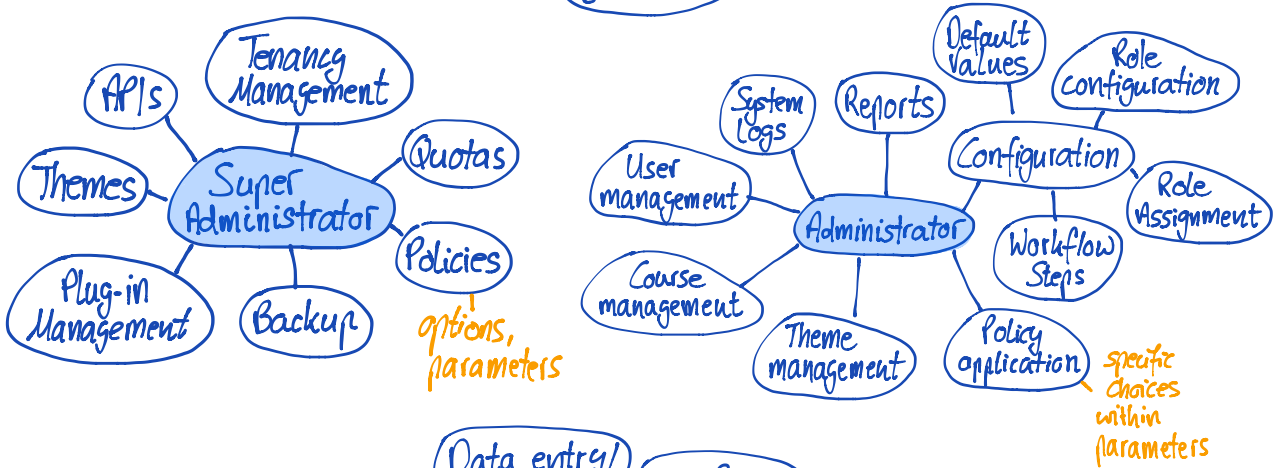 Tenancy
Management
APIs
Themes
Super
Administrator
Quotas
Policies
options,
parameters
Plug-in
Management
Backup
System
Logs
Reports
Default
Values
Role
Configuration
Configuration
Role
Assignment
Workflow
Steps
User
management
Administrator
Course
management
Theme
management
Policy
application
specific
choices
within
parameters
Data entry/